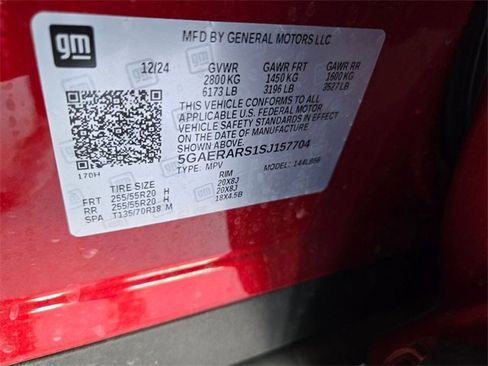 gm
MFD BY GENERAL MOTORS LLC
12/24 GVWR GAWR FRT GAWR RR
2800 KG 1450 KG 1600 KG
6173 LB 3196 LB 3527 LB
THIS VEHICLE CONFORMS TO ALL
APPLICABLE U.S. FEDERAL MOTOR
VEHICLE SAFETY STANDARDS IN EFFECT
ON THE DATE OF MANUFACTURE SHOWN ABOVE.
5GAERARS1SJ157704
TYPE: MPV MODEL: 144LB56
170H
TIRE SIZE RIM
FRT 255/55R20 H 20X8J
RR 255/55R20 H 20X8J
SPA T135/70R18 M 18X4.5B